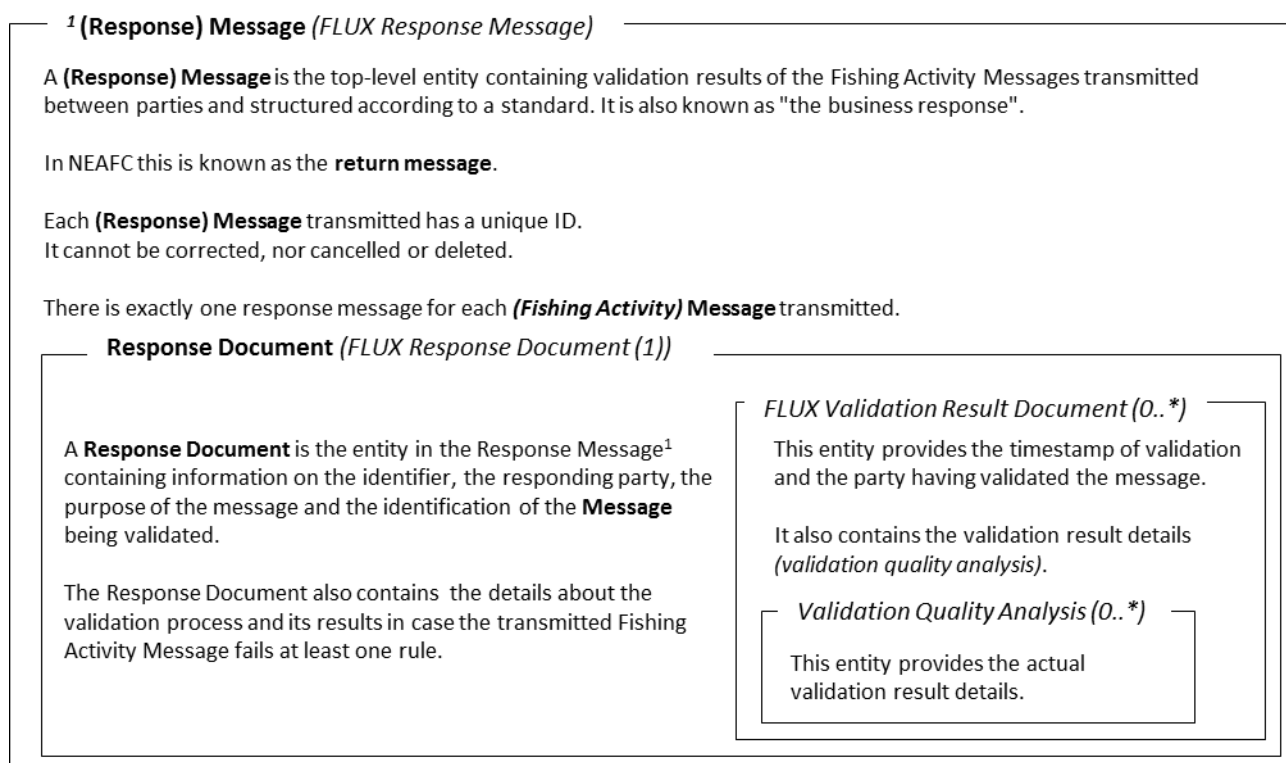 ¹ (Response) Message (FLUX Response Message)
A (Response) Message is the top-level entity containing validation results of the Fishing Activity Messages transmitted
between parties and structured according to a standard. It is also known as "the business response".
In NEAFC this is known as the return message.
Each (Response) Message transmitted has a unique ID.
It cannot be corrected, nor cancelled or deleted.
There is exactly one response message for each (Fishing Activity) Message transmitted.
Response Document (FLUX Response Document (1))
A Response Document is the entity in the Response Message¹
containing information on the identifier, the responding party, the
purpose of the message and the identification of the Message
being validated.
The Response Document also contains the details about the
validation process and its results in case the transmitted Fishing
Activity Message fails at least one rule.
FLUX Validation Result Document (0..*)
This entity provides the timestamp of validation
and the party having validated the message.
It also contains the validation result details
(validation quality analysis).
Validation Quality Analysis (0..*)
This entity provides the actual
validation result details.